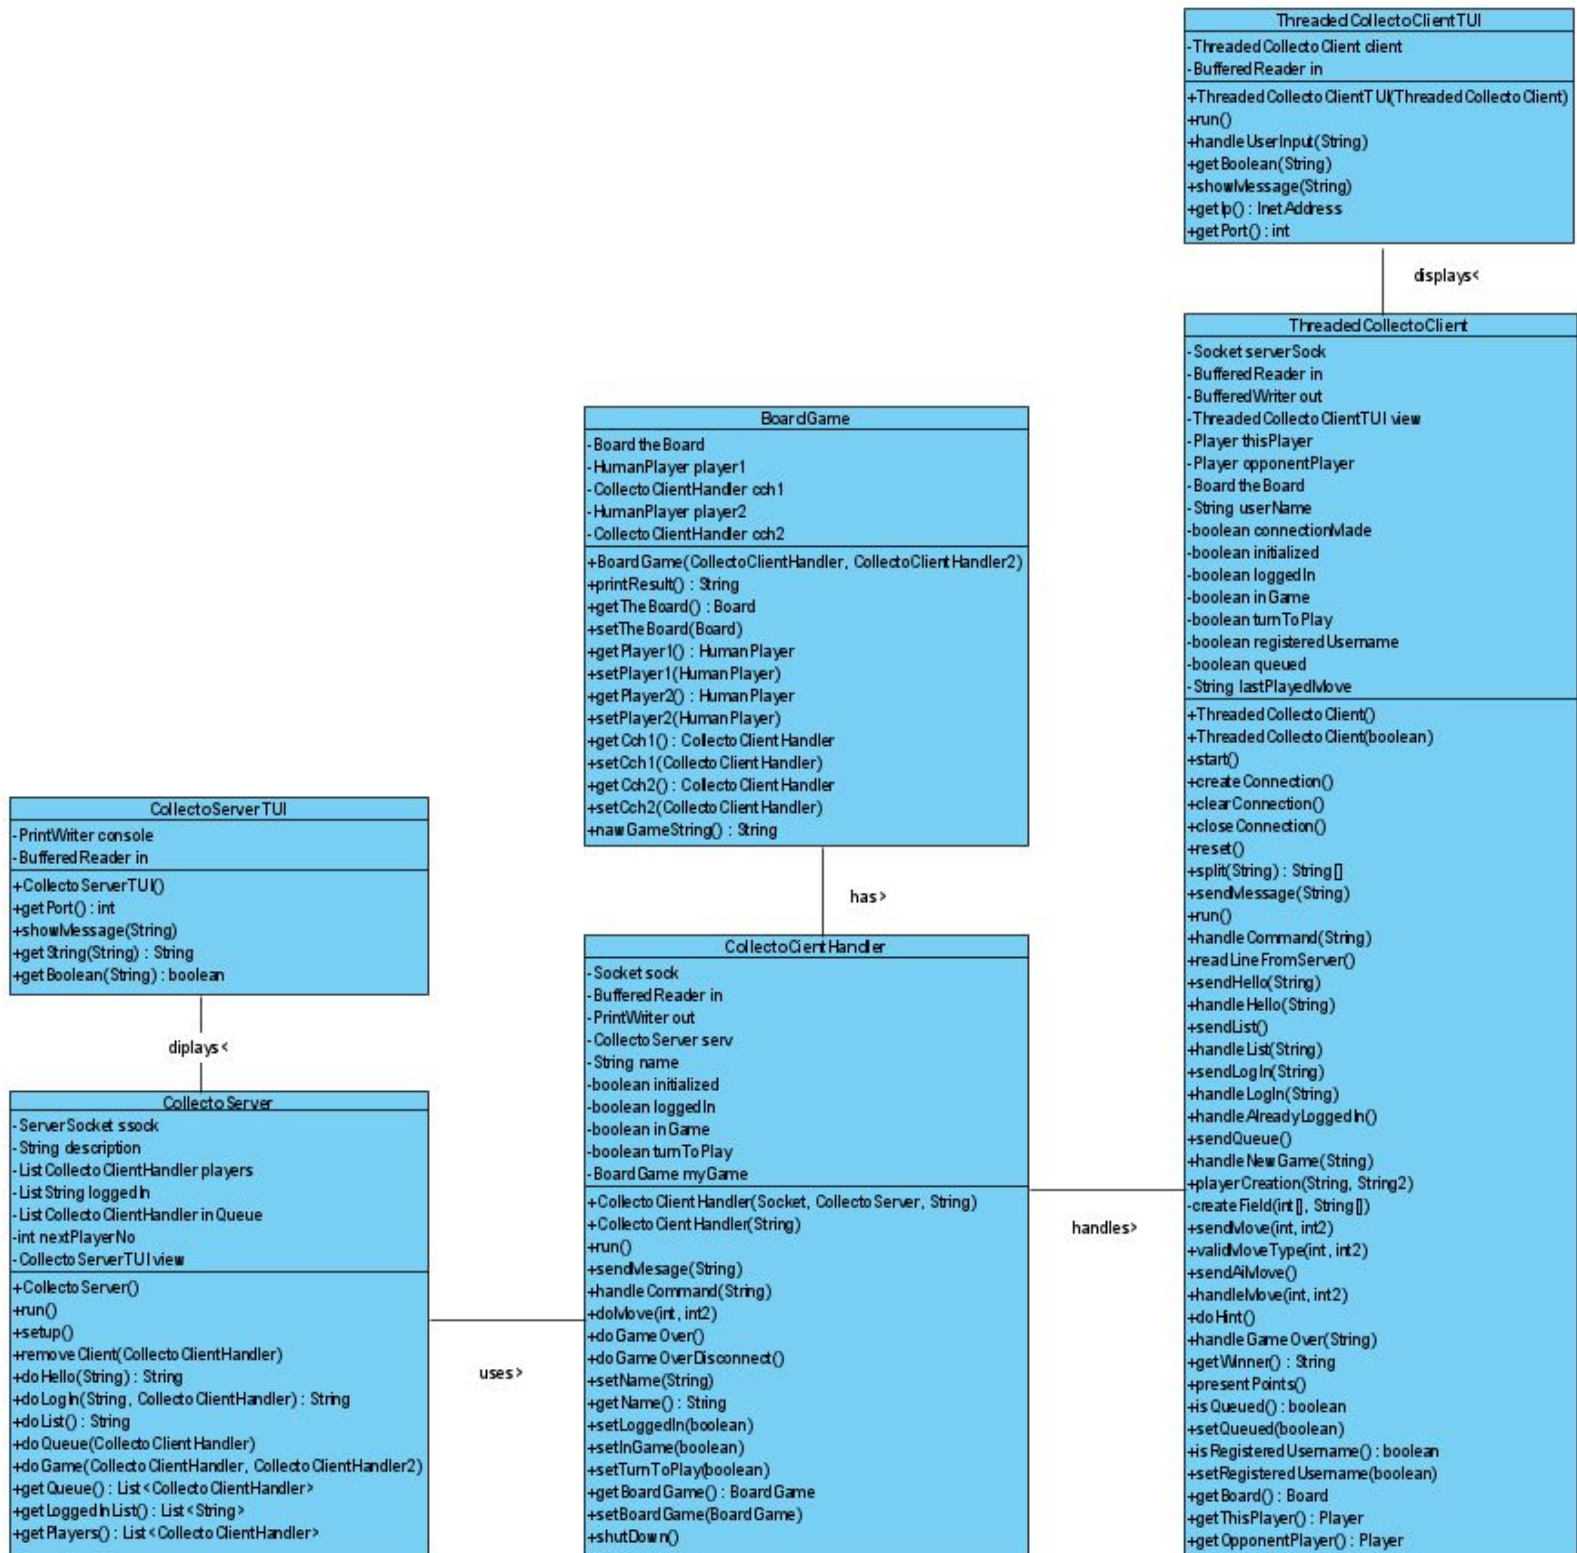 ThreadedCollectoClientTUI
-ThreadedCollectoClient client
-BufferedReader in
+ThreadedCollectoClientTUI(ThreadedCollectoClient)
+run()
+handleUserInput(String)
+getBoolean(String)
+showMessage(String)
+getIp() : InetAddress
+getPort() : int
displays<
ThreadedCollectoClient
-Socket serverSock
-BufferedReader in
-BufferedWriter out
-ThreadedCollectoClientTUI view
-Player thisPlayer
-Player opponentPlayer
-Board theBoard
-String userName
-boolean connectionMade
-boolean initialized
-boolean loggedIn
-boolean inGame
-boolean turnToPlay
-boolean registeredUsername
-boolean queued
-String lastPlayedMove
+ThreadedCollectoClient()
+ThreadedCollectoClient(boolean)
+start()
+createConnection()
+clearConnection()
+closeConnection()
+reset()
+split(String) : String[]
+sendMessage(String)
+run()
+handleCommand(String)
+readLineFromServer()
+sendHello(String)
+handleHello(String)
+sendList()
+handleList(String)
+sendLogIn(String)
+handleLogIn(String)
+handleAlreadyLoggedIn()
+sendQueue()
+handleNewGame(String)
+playerCreation(String, String2)
-createField(int[], String[])
+sendMove(int, int2)
+validMoveType(int, int2)
+sendAiMove()
+handleMove(int, int2)
+doHint()
+handleGameOver(String)
+getWinner() : String
+presentPoints()
+isQueued() : boolean
+setQueued(boolean)
+isRegisteredUsername() : boolean
+setRegisteredUsername(boolean)
+getBoard() : Board
+getThisPlayer() : Player
+getOpponentPlayer() : Player
BoardGame
-Board theBoard
-HumanPlayer player1
-CollectoClientHandler cch1
-HumanPlayer player2
-CollectoClientHandler cch2
+BoardGame(CollectoClientHandler, CollectoClientHandler2)
+printResult() : String
+getTheBoard() : Board
+setTheBoard(Board)
+getPlayer1() : HumanPlayer
+setPlayer1(HumanPlayer)
+getPlayer2() : HumanPlayer
+setPlayer2(HumanPlayer)
+getCch1() : CollectoClientHandler
+setCch1(CollectoClientHandler)
+getCch2() : CollectoClientHandler
+setCch2(CollectoClientHandler)
+nawGameString() : String
has>
CollectoCientHandler
-Socket sock
-BufferedReader in
-PrintWriter out
-CollectoServer serv
-String name
-boolean initialized
-boolean loggedIn
-boolean inGame
-boolean turnToPlay
-BoardGame myGame
+CollectoClientHandler(Socket, CollectoServer, String)
+CollectoCientHandler(String)
+run()
+sendMesage(String)
+handleCommand(String)
+doMove(int, int2)
+doGameOver()
+doGameOverDisconnect()
+setName(String)
+getName() : String
+setLoggedIn(boolean)
+setInGame(boolean)
+setTurnToPlay(boolean)
+getBoardGame() : BoardGame
+setBoardGame(BoardGame)
+shutDown()
handles>
CollectoServerTUI
-PrintWriter console
-BufferedReader in
+CollectoServerTUI()
+getPort() : int
+showMessage(String)
+getString(String) : String
+getBoolean(String) : boolean
diplays<
CollectoServer
-ServerSocket ssock
-String description
-List CollectoClientHandler players
-List String loggedIn
-List CollectoClientHandler inQueue
-int nextPlayerNo
-CollectoServerTUI view
+CollectoServer()
+run()
+setup()
+removeClient(CollectoClientHandler)
+doHello(String) : String
+doLogIn(String, CollectoClientHandler) : String
+doList() : String
+doQueue(CollectoClientHandler)
+doGame(CollectoClientHandler, CollectoClientHandler2)
+getQueue() : List<CollectoClientHandler>
+getLoggedInList() : List<String>
+getPlayers() : List<CollectoClientHandler>
uses>